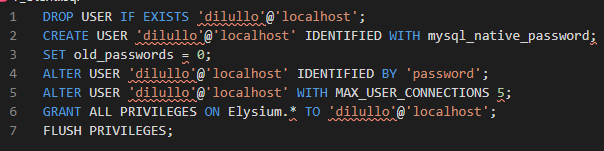 1 DROP USER IF EXISTS 'dilullo'@'localhost';
2 CREATE USER 'dilullo'@'localhost' IDENTIFIED WITH mysql_native_password;
3 SET old_passwords = 0;
4 ALTER USER 'dilullo'@'localhost' IDENTIFIED BY 'password';
5 ALTER USER 'dilullo'@'localhost' WITH MAX_USER_CONNECTIONS 5;
6 GRANT ALL PRIVILEGES ON Elysium.* TO 'dilullo'@'localhost';
7 FLUSH PRIVILEGES;